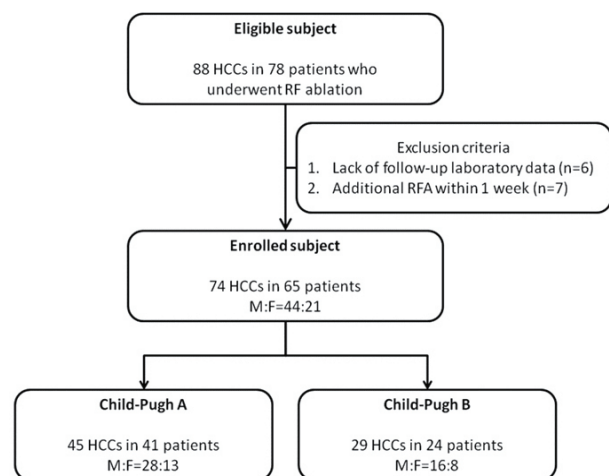 Eligible subject
88 HCCs in 78 patients who
underwent RF ablation
Exclusion criteria
1. Lack of follow-up laboratory data (n=6)
2. Additional RFA within 1 week (n=7)
Enrolled subject
74 HCCs in 65 patients
M:F=44:21
Child-Pugh A
45 HCCs in 41 patients
M:F=28:13
Child-Pugh B
29 HCCs in 24 patients
M:F=16:8